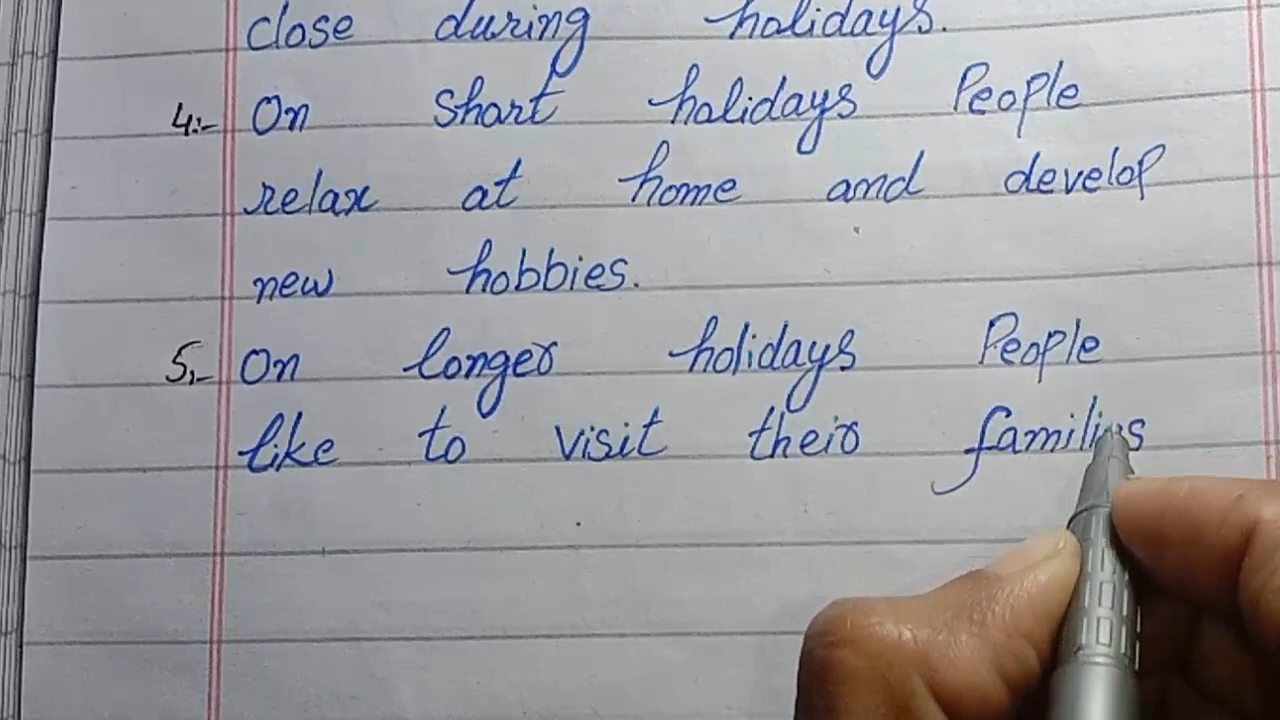 close during holidays.
4:- On short holidays People
relax at home and develop
new hobbies.
5,- On longer holidays People
like to visit their families